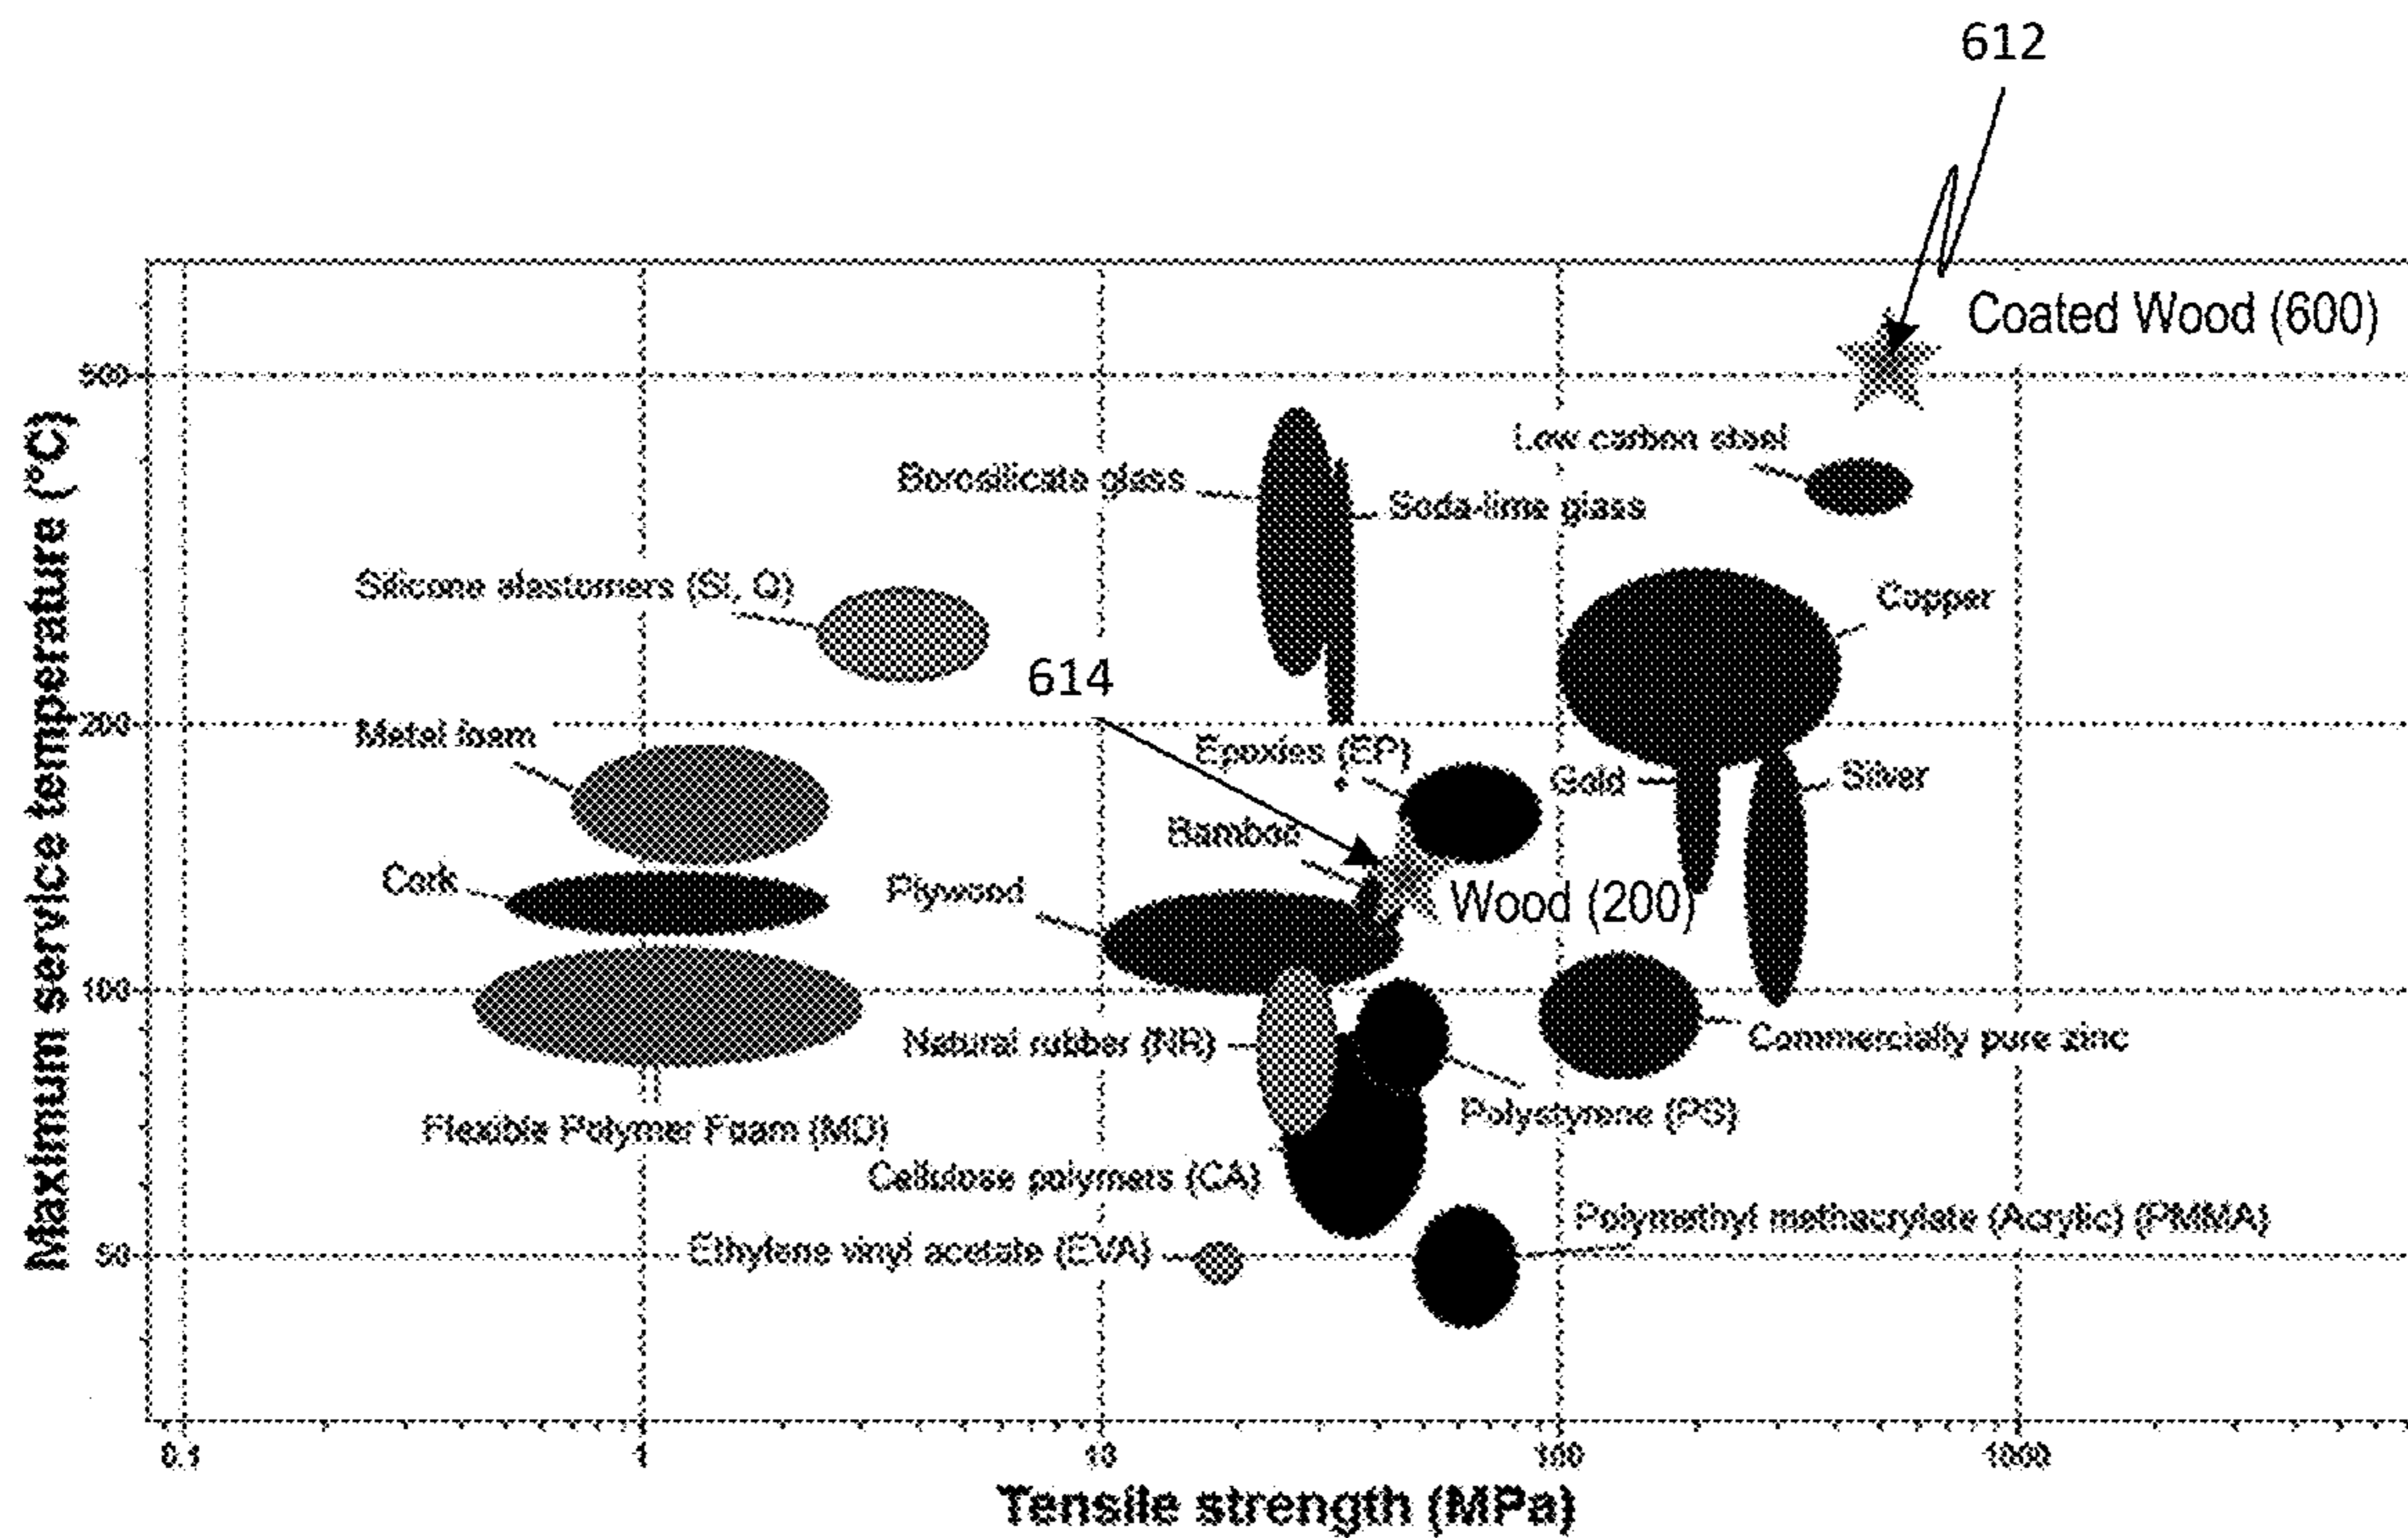 612
Coated Wood (600)
500
Low carbon steel
Borosilicate glass
Soda-lime glass
Silicone elastomers (SI, Q)
Copper
614
200
Metal foam
Epoxies (EP)
Gold
Silver
Bamboo
Cork
Plywood
Wood (200)
100
Natural rubber (NR)
Commercially pure zinc
Flexible Polymer Foam (MD)
Polystyrene (PS)
Cellulose polymers (CA)
Polymethyl methacrylate (Acrylic) (PMMA)
Ethylene vinyl acetate (EVA)
50
Maximum service temperature (°C)
0.1
1
10
100
1000
Tensile strength (MPa)